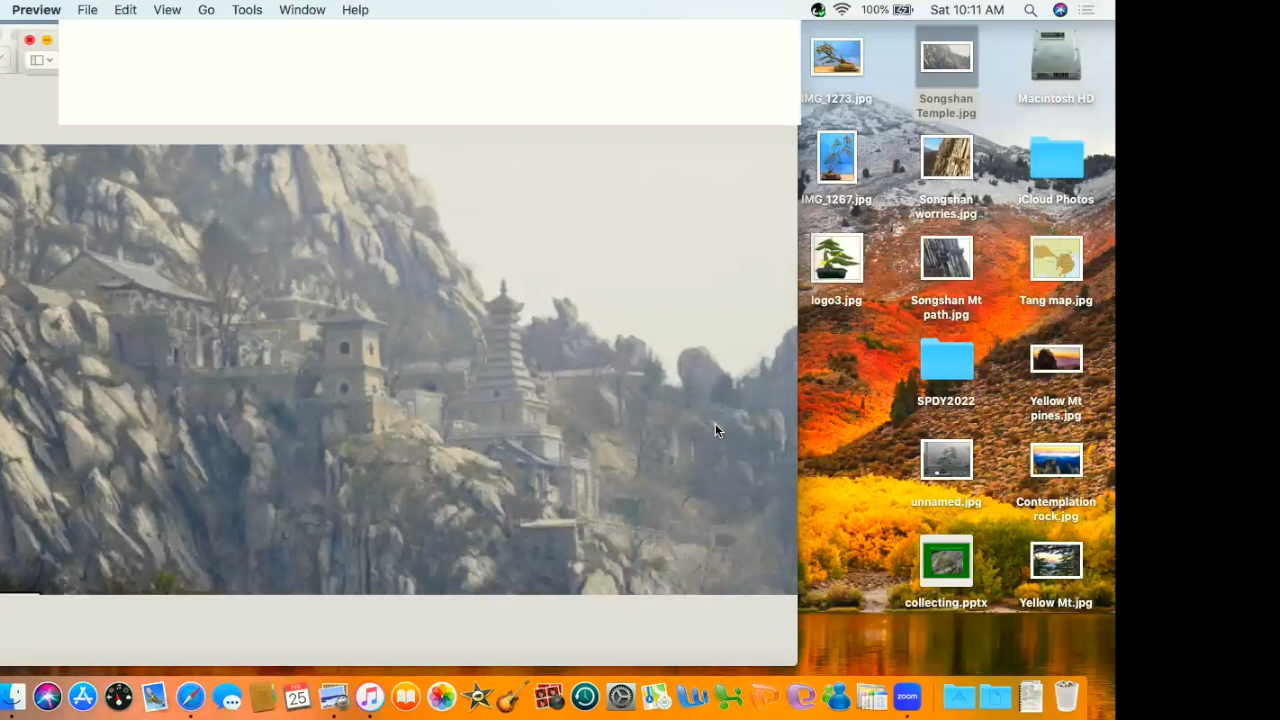 Preview File Edit View Go Tools Window Help 100% Sat 10:11 AM
IMG_1273.jpg
Songshan
Temple.jpg
Macintosh HD
IMG_1267.jpg
Songshan
worries.jpg
iCloud Photos
logo3.jpg
Songshan Mt
path.jpg
Tang map.jpg
SPDY2022
Yellow Mt
pines.jpg
unnamed.jpg
Contemplation
rock.jpg
collecting.pptx
Yellow Mt.jpg
25
zoom